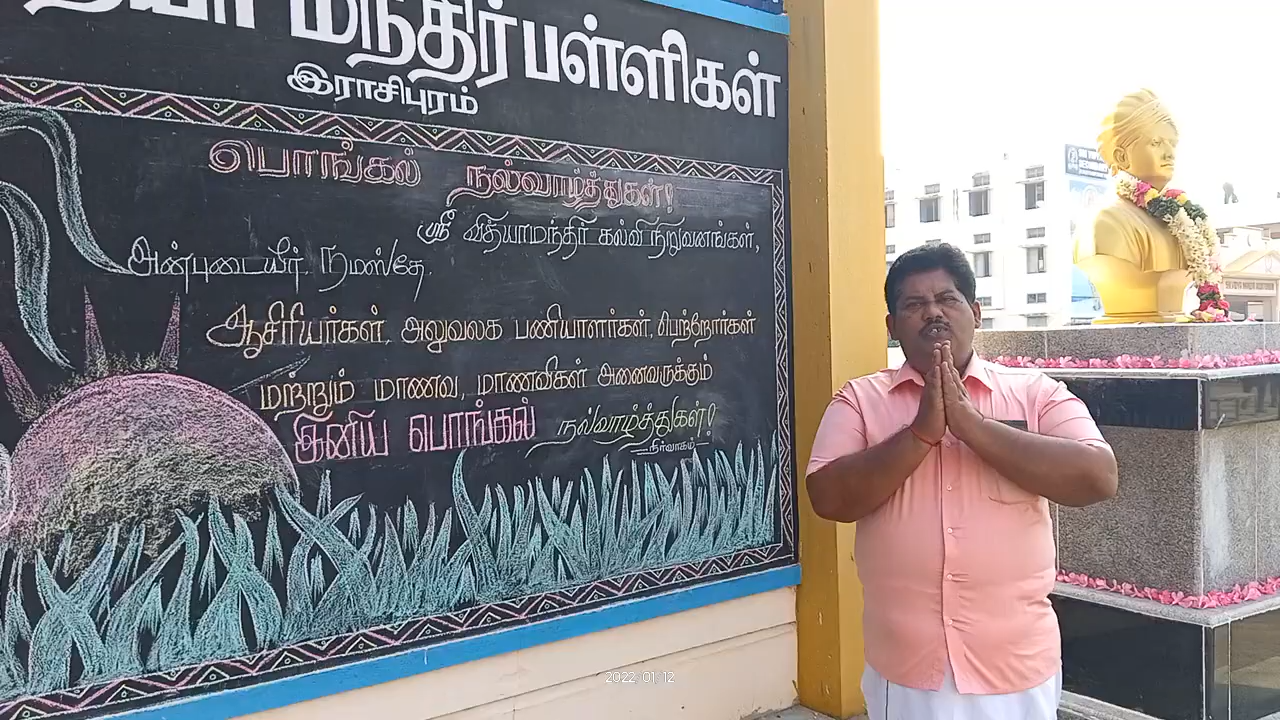 மந்திர் பள்ளிகள்
இராசிபுரம்
பொங்கல் நல்வாழ்த்துகள்!
ஸ்ரீ வித்யாமந்திர் கல்வி நிறுவனங்கள்,
அன்புடையீர், நமஸ்தே,
ஆசிரியர்கள், அலுவலக பணியாளர்கள், பெற்றோர்கள்
மற்றும் மாணவ, மாணவிகள் அனைவருக்கும்
இனிய பொங்கல் நல்வாழ்த்துகள்!
-நிர்வாகம்-
2022/01/12